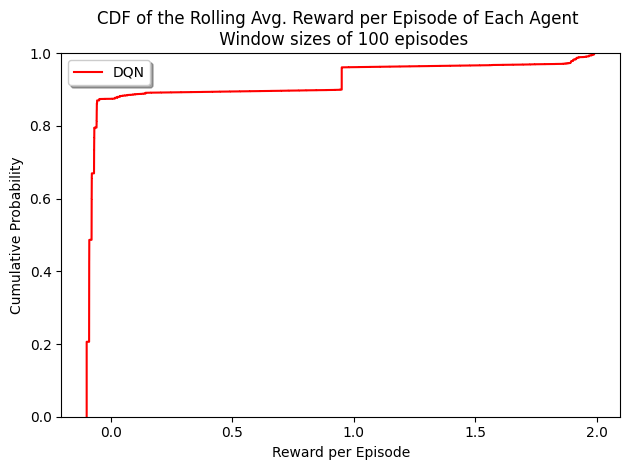 CDF of the Rolling Avg. Reward per Episode of Each Agent
Window sizes of 100 episodes
DQN
Cumulative Probability
1.0
0.8
0.6
0.4
0.2
0.0
0.0 0.5 1.0 1.5 2.0
Reward per Episode